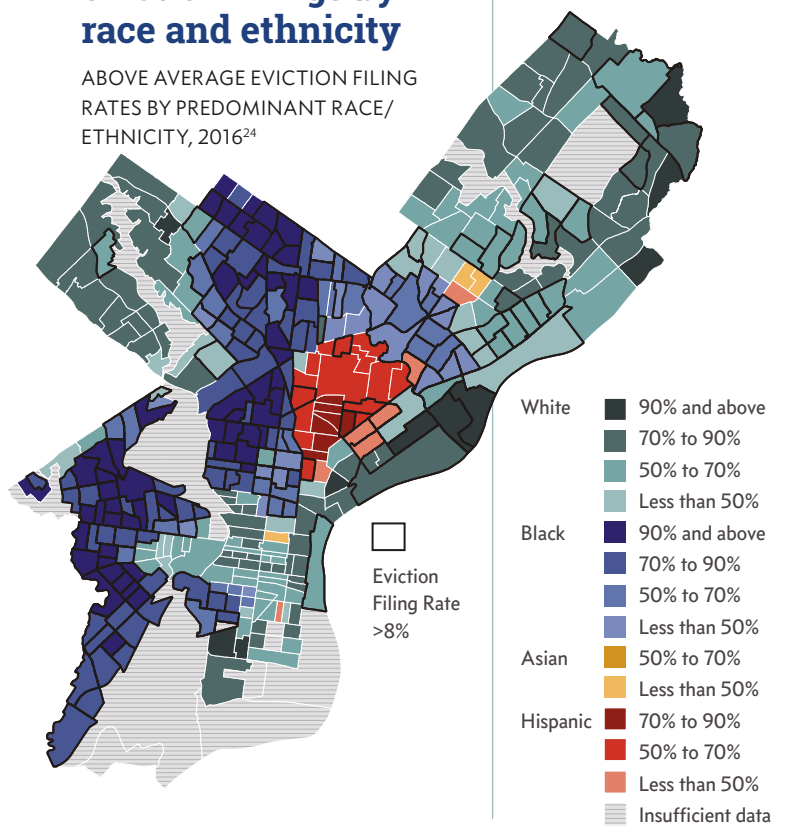 race and ethnicity
ABOVE AVERAGE EVICTION FILING
RATES BY PREDOMINANT RACE/
ETHNICITY, 2016²⁴
White
90% and above
70% to 90%
50% to 70%
Less than 50%
Black
90% and above
70% to 90%
50% to 70%
Less than 50%
Asian
50% to 70%
Less than 50%
Hispanic
70% to 90%
50% to 70%
Less than 50%
Insufficient data
Eviction
Filing Rate
>8%